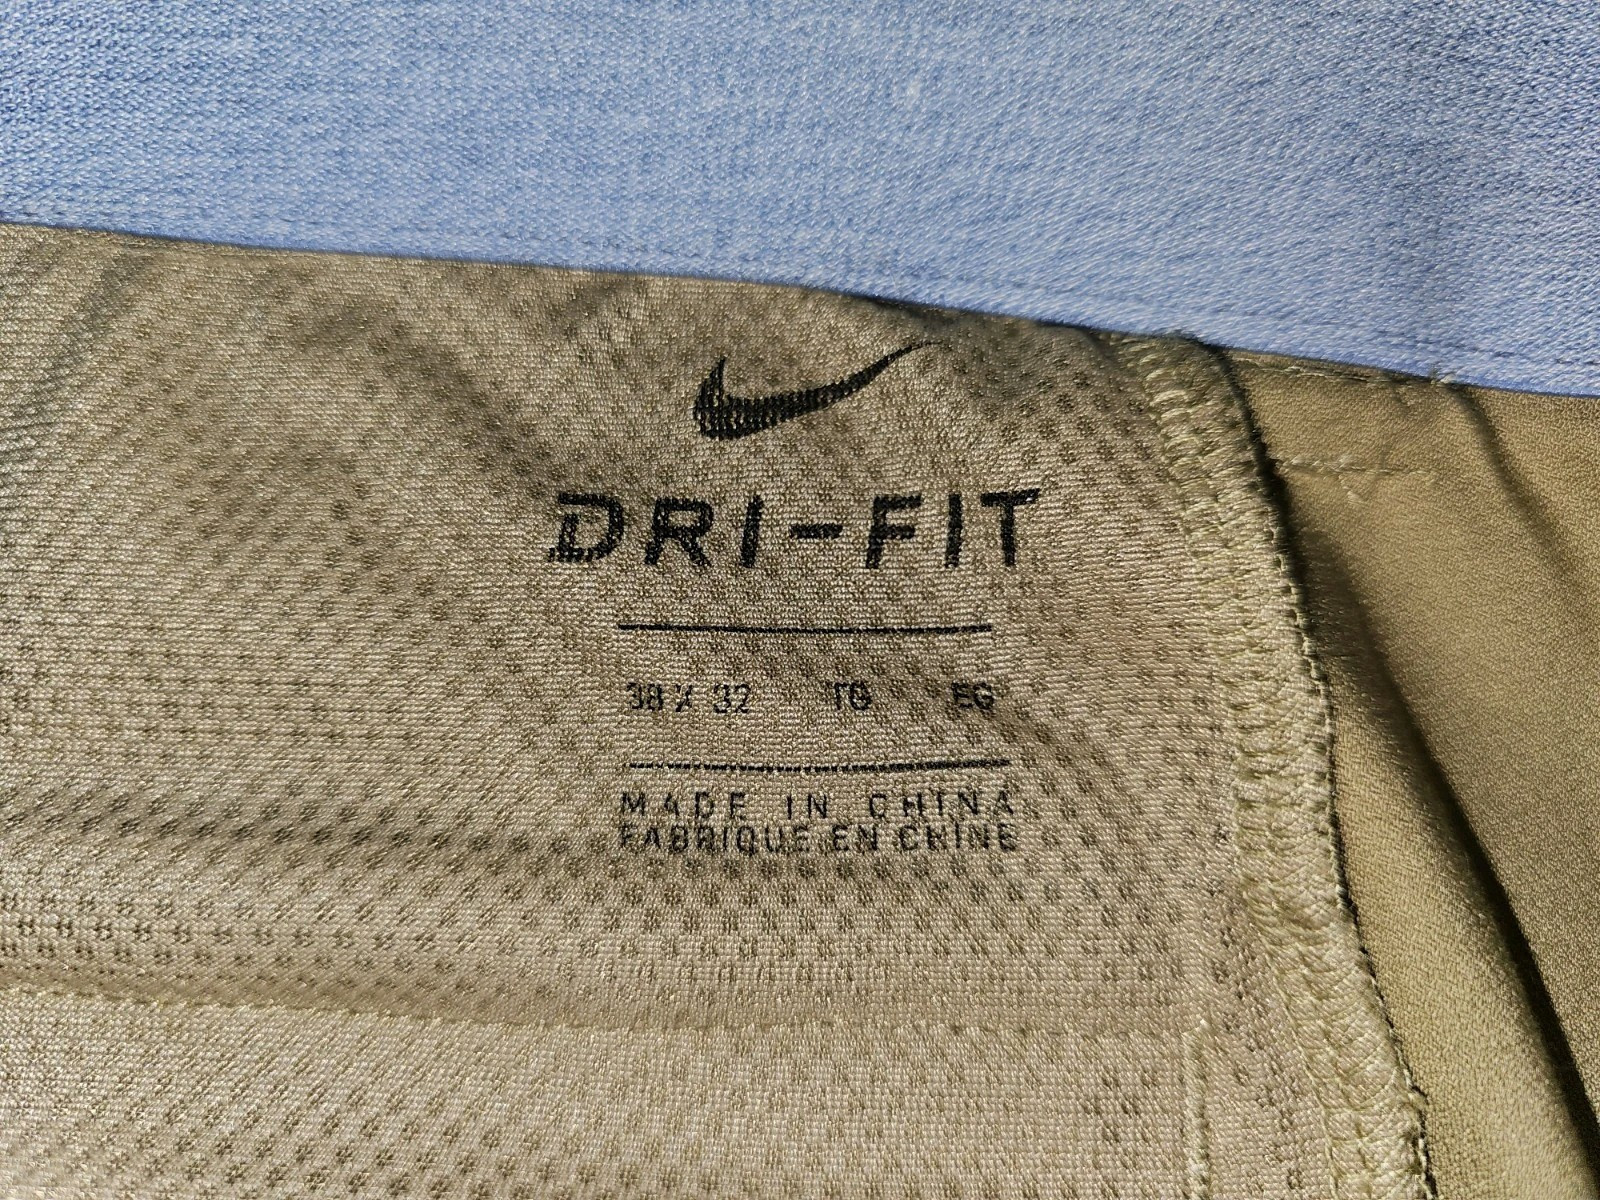 DRI-FIT
38 X 32 TG EG
MADE IN CHINA
FABRIQUE EN CHINE